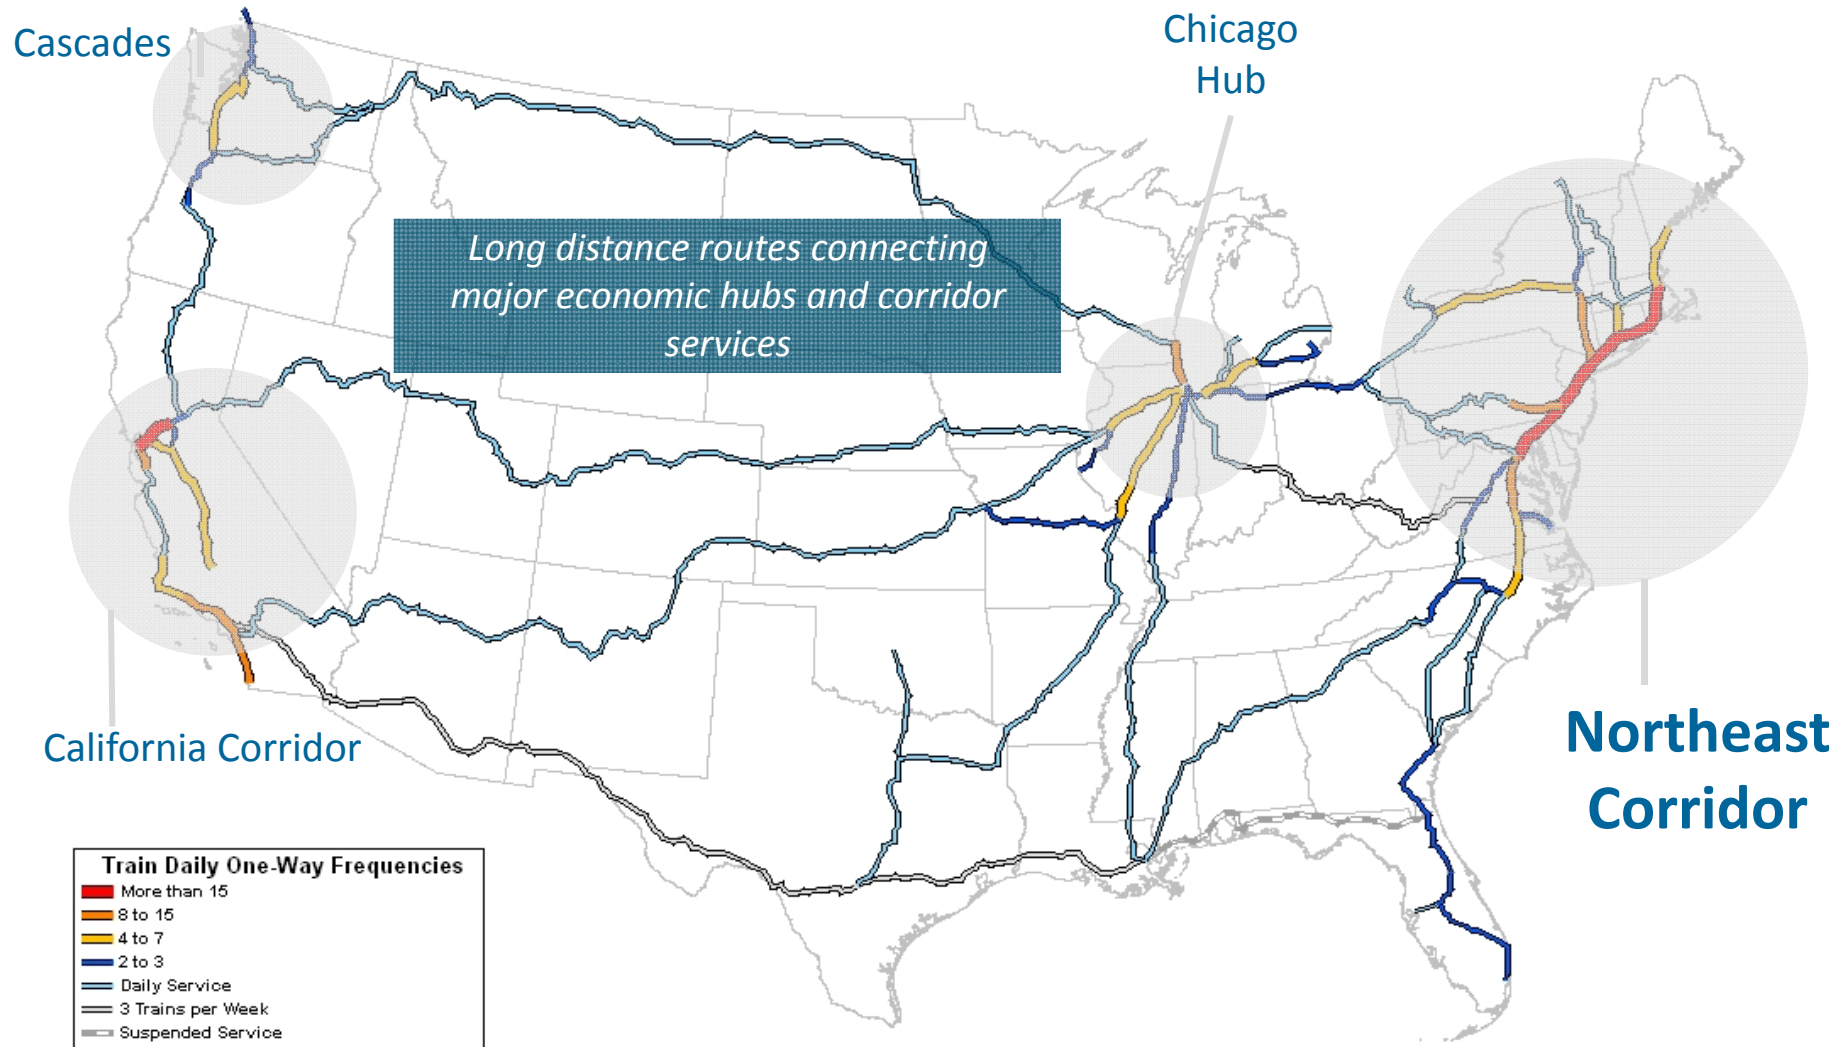 Cascades
Chicago
Hub
Long distance routes connecting
major economic hubs and corridor
services
California Corridor
Northeast
Corridor
Train Daily One-Way Frequencies
More than 15
8 to 15
4 to 7
2 to 3
Daily Service
3 Trains per Week
Suspended Service